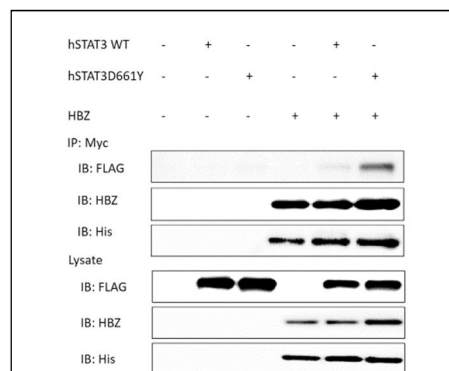 hSTAT3 WT - + - - + -
hSTAT3D661Y - - + - - +
HBZ - - - + + +
IP: Myc
IB: FLAG
IB: HBZ
IB: His
Lysate
IB: FLAG
IB: HBZ
IB: His